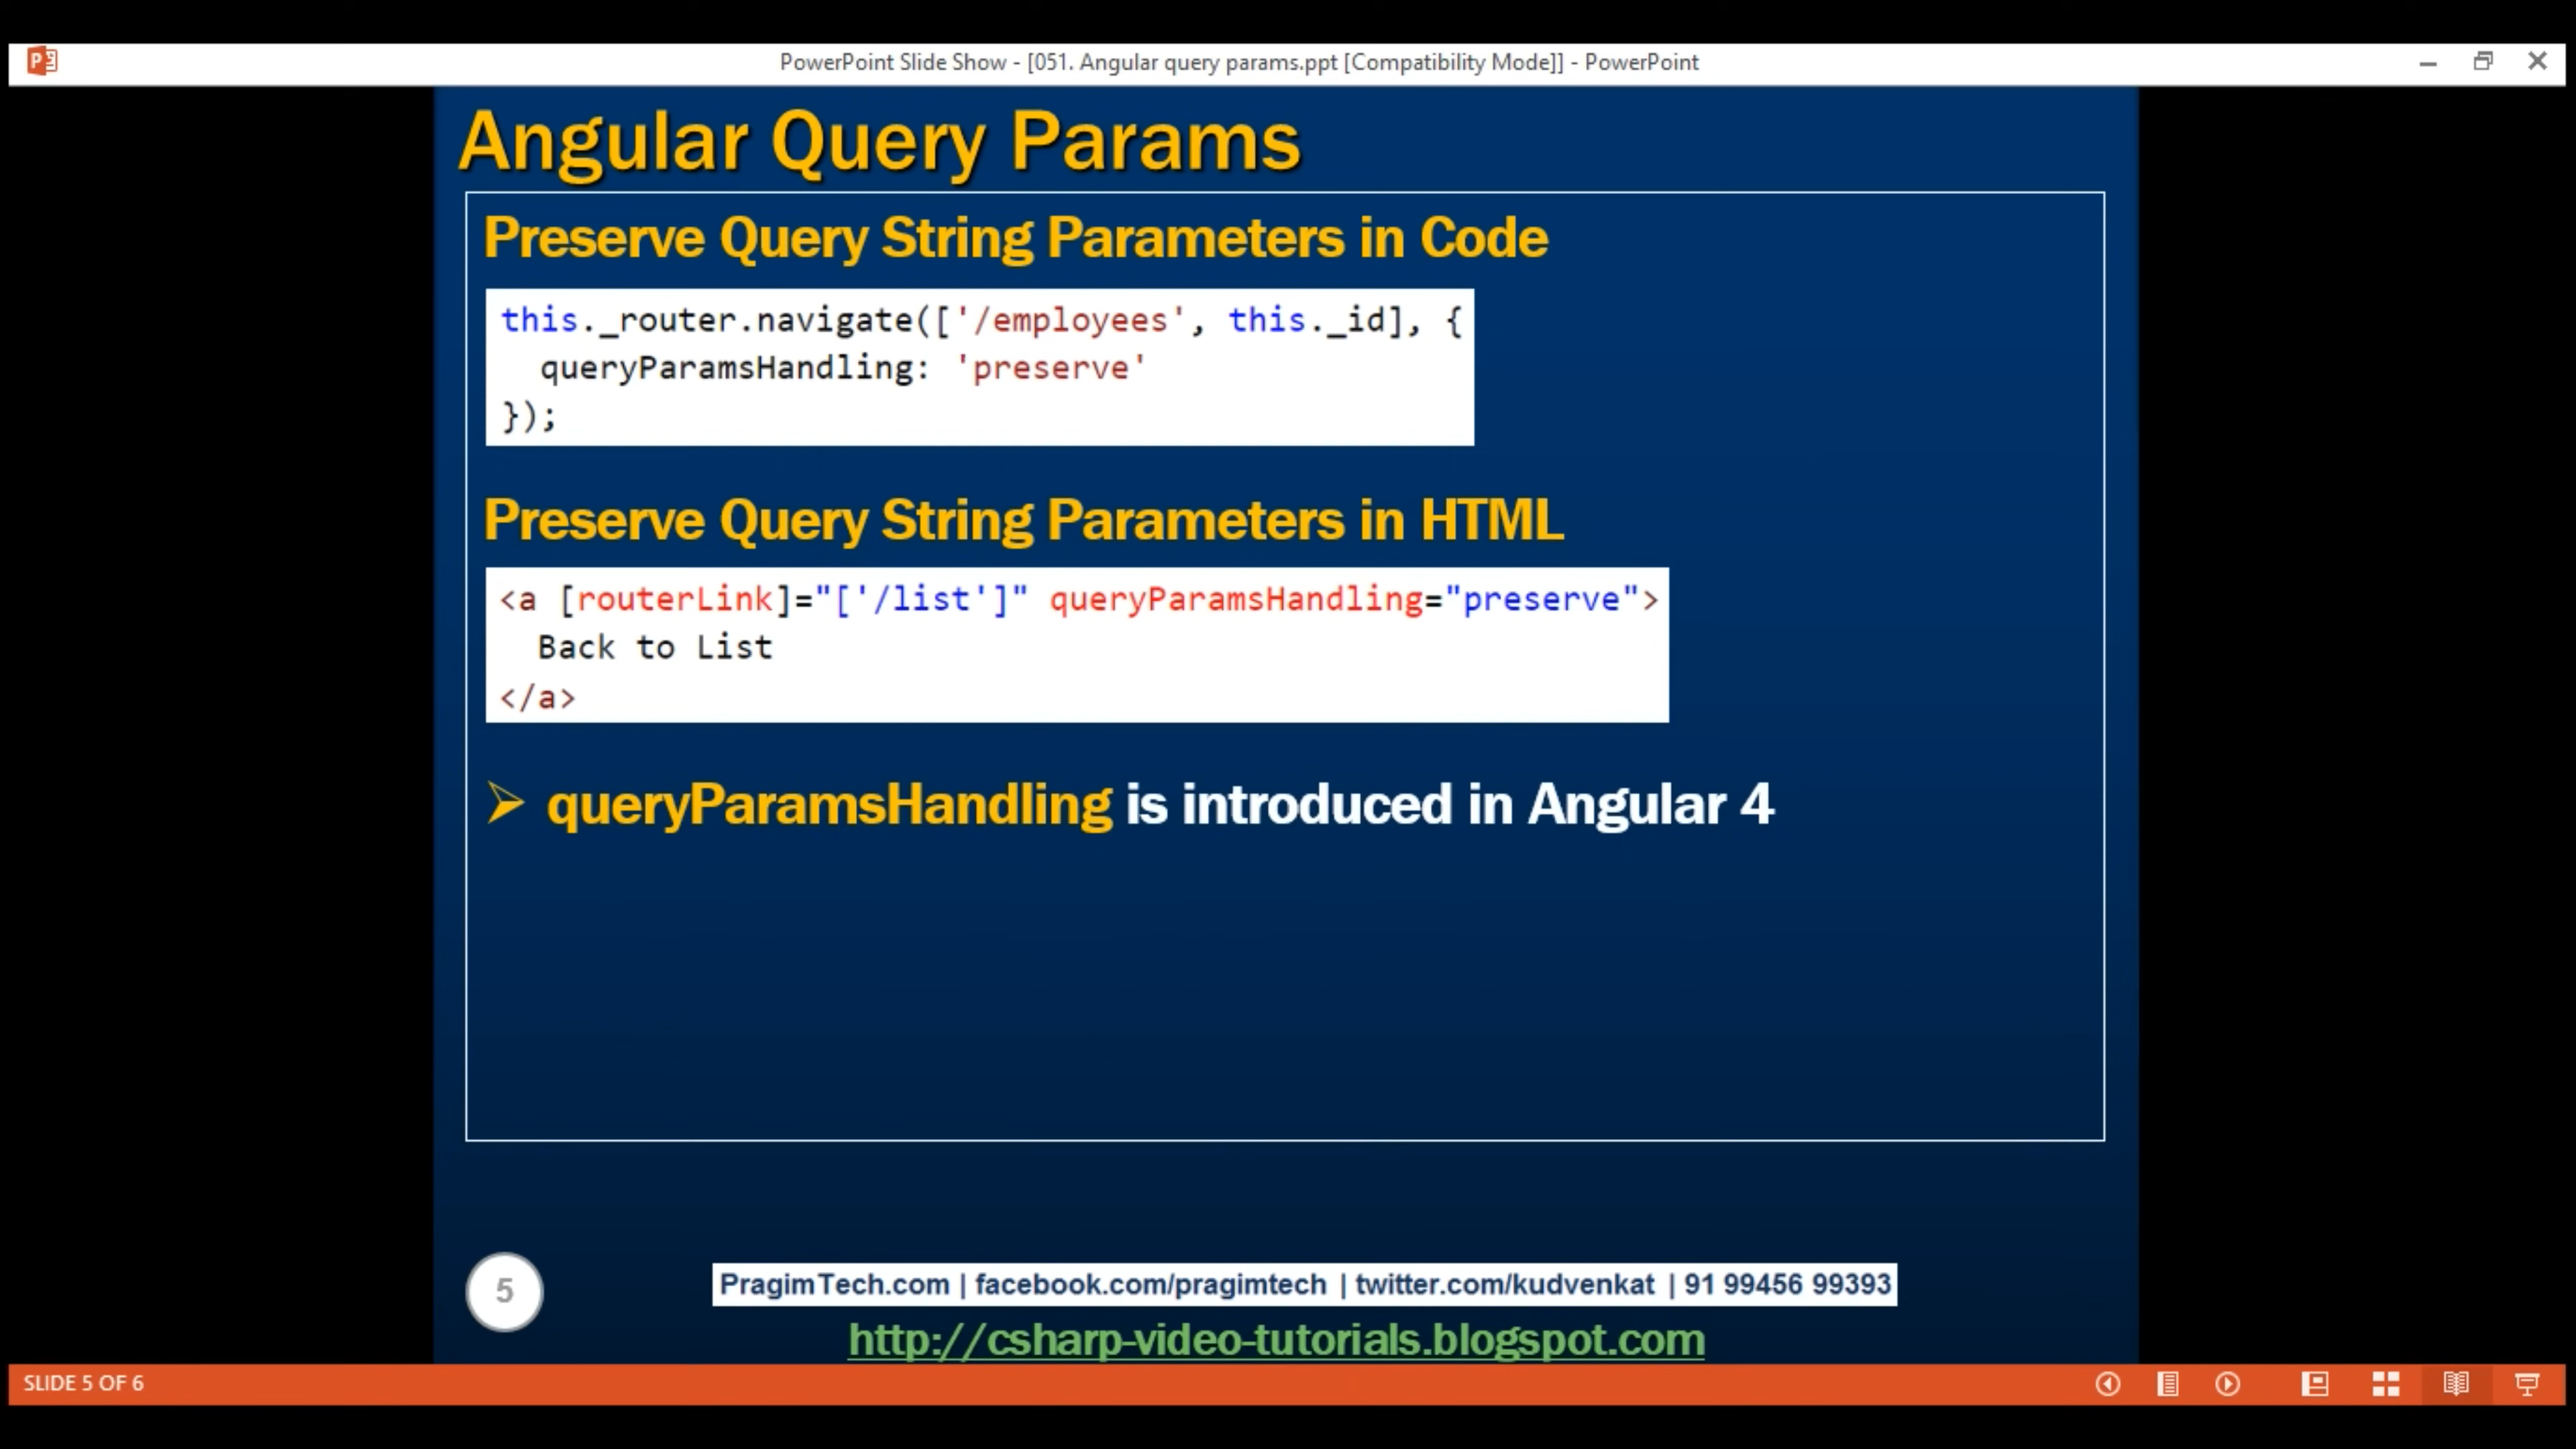 PowerPoint Slide Show - [051. Angular query params.ppt [Compatibility Mode]] - PowerPoint
Angular Query Params
Preserve Query String Parameters in Code
this._router.navigate(['/employees', this._id], {
  queryParamsHandling: 'preserve'
});
Preserve Query String Parameters in HTML
<a [routerLink]="['/list']" queryParamsHandling="preserve">
  Back to List
</a>
queryParamsHandling is introduced in Angular 4
5
PragimTech.com | facebook.com/pragimtech | twitter.com/kudvenkat | 91 99456 99393
http://csharp-video-tutorials.blogspot.com
SLIDE 5 OF 6